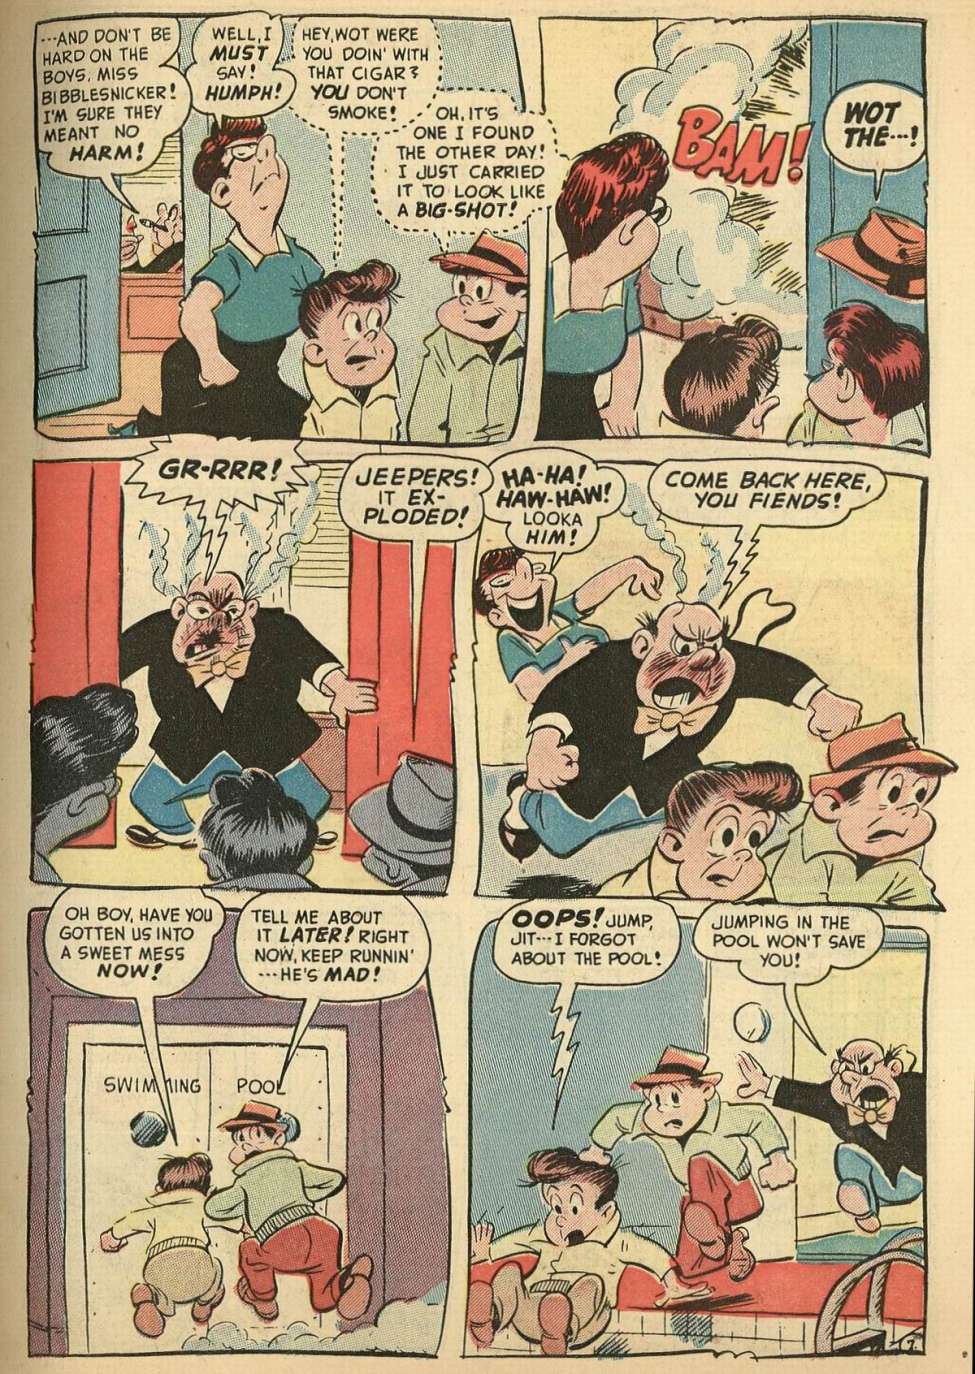 ---AND DON'T BE
HARD ON THE
BOYS, MISS
BIBBLESNICKER!
I'M SURE THEY
MEANT NO
HARM!
WELL, I
MUST
SAY!
HUMPH!
HEY, WOT WERE
YOU DOIN' WITH
THAT CIGAR?
YOU DON'T
SMOKE!
OH, IT'S
ONE I FOUND
THE OTHER DAY!
I JUST CARRIED
IT TO LOOK LIKE
A BIG-SHOT!
BAM!
WOT
THE---!
GR-RRR!
JEEPERS!
IT EX-
PLODED!
HA-HA!
HAW-HAW!
LOOKA
HIM!
COME BACK HERE,
YOU FIENDS!
OH BOY, HAVE YOU
GOTTEN US INTO
A SWEET MESS
NOW!
TELL ME ABOUT
IT LATER! RIGHT
NOW, KEEP RUNNIN'
---HE'S MAD!
SWIMMING POOL
OOPS! JUMP,
JIT---I FORGOT
ABOUT THE POOL!
JUMPING IN THE
POOL WON'T SAVE
YOU!
7